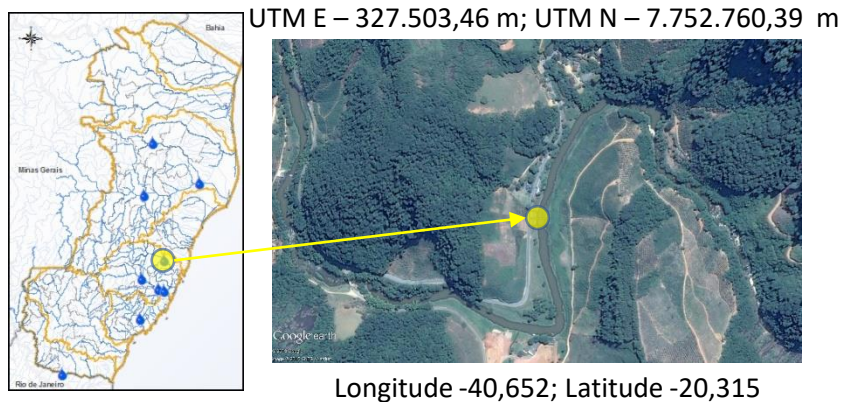 UTM E – 327.503,46 m; UTM N – 7.752.760,39 m
Bahia
Minas Gerais
Rio de Janeiro
Google earth
Longitude -40,652; Latitude -20,315